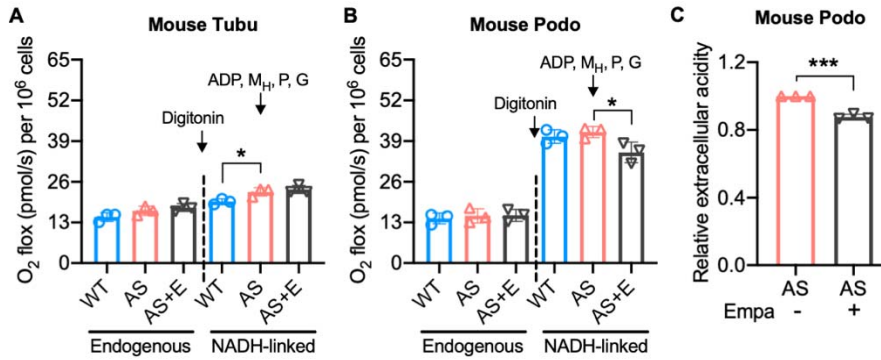 A
Mouse Tubu
O2 flox (pmol/s) per 10^6 cells
65
52
39
26
13
0
Digitonin
ADP, MH, P, G
*
WT
AS
AS+E
WT
AS
AS+E
Endogenous
NADH-linked
B
Mouse Podo
O2 flox (pmol/s) per 10^6 cells
65
52
39
26
13
0
Digitonin
ADP, MH, P, G
*
WT
AS
AS+E
WT
AS
AS+E
Endogenous
NADH-linked
C
Mouse Podo
Relative extracellular acidity
1.2
0.8
0.4
0.0
***
AS AS
Empa - +